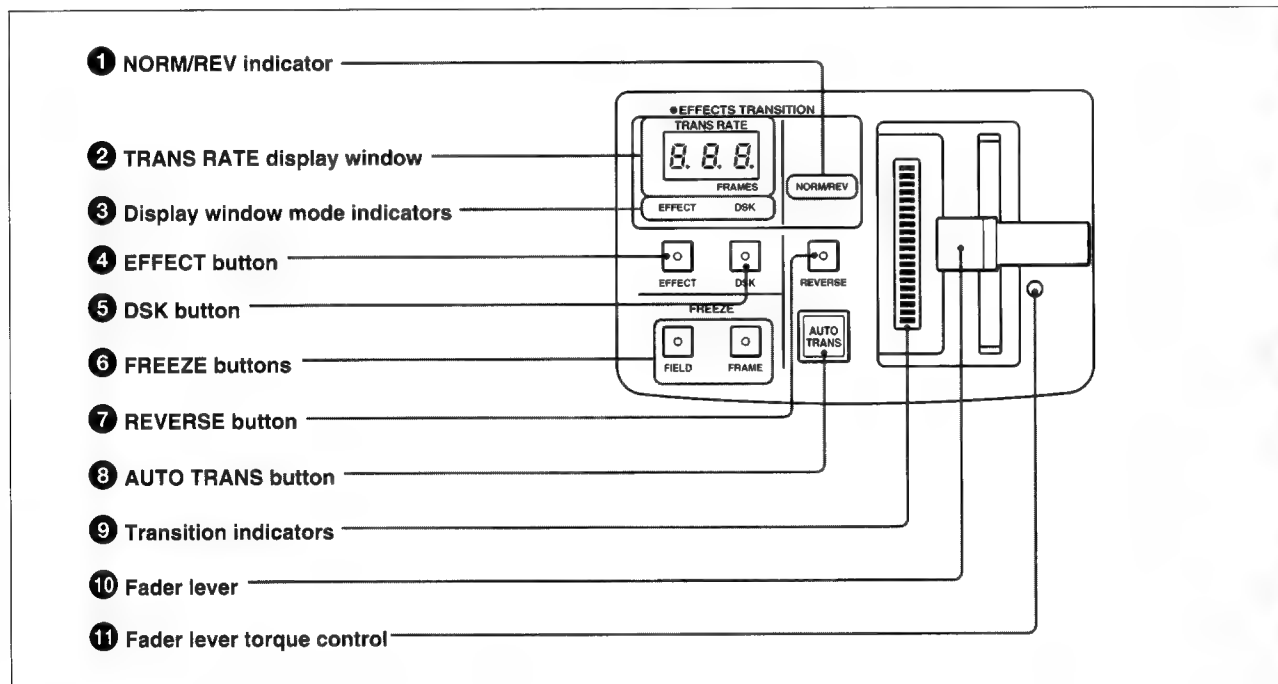 1 NORM/REV indicator
2 TRANS RATE display window
3 Display window mode indicators
4 EFFECT button
5 DSK button
6 FREEZE buttons
7 REVERSE button
8 AUTO TRANS button
9 Transition indicators
10 Fader lever
11 Fader lever torque control
●EFFECTS TRANSITION
TRANS RATE
8. 8. 8.
FRAMES
NORM/REV
EFFECT DSK
EFFECT DSK REVERSE
FREEZE
AUTO
TRANS
FIELD FRAME